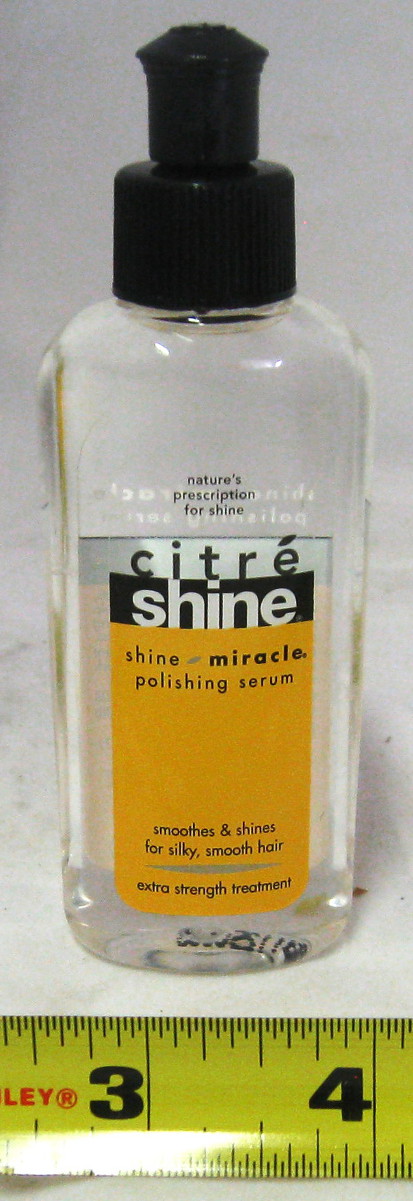 nature's
prescription
for shine
citré
shine®
shine miracle®
polishing serum
smoothes & shines
for silky, smooth hair
extra strength treatment
LEY® 3 4